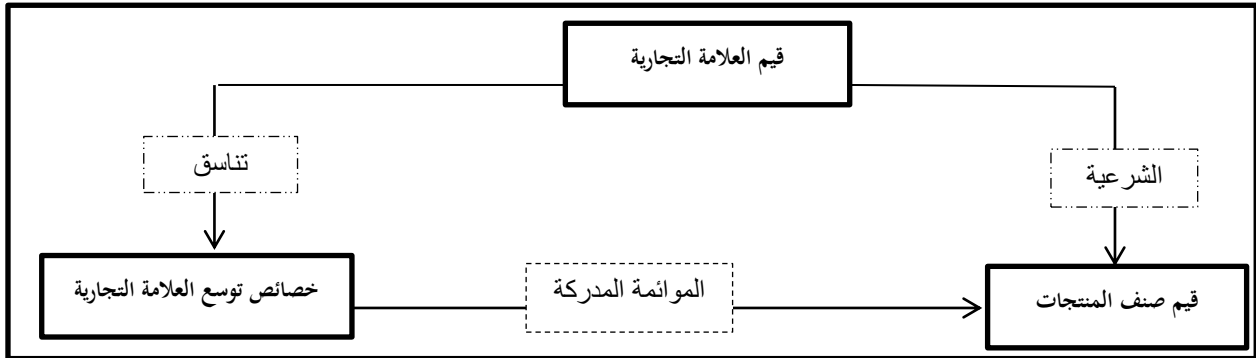 قيم العلامة التجارية
تناسق
الشرعية
خصائص توسع العلامة التجارية
الموائمة المدركة
قيم صنف المنتجات